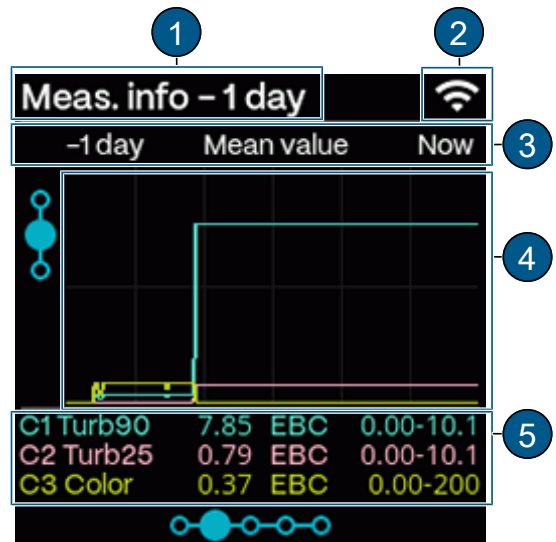 1
2
Meas. info – 1 day
–1 day Mean value Now
3
4
C1 Turb90 7.85 EBC 0.00-10.1
C2 Turb25 0.79 EBC 0.00-10.1
C3 Color 0.37 EBC 0.00-200
5